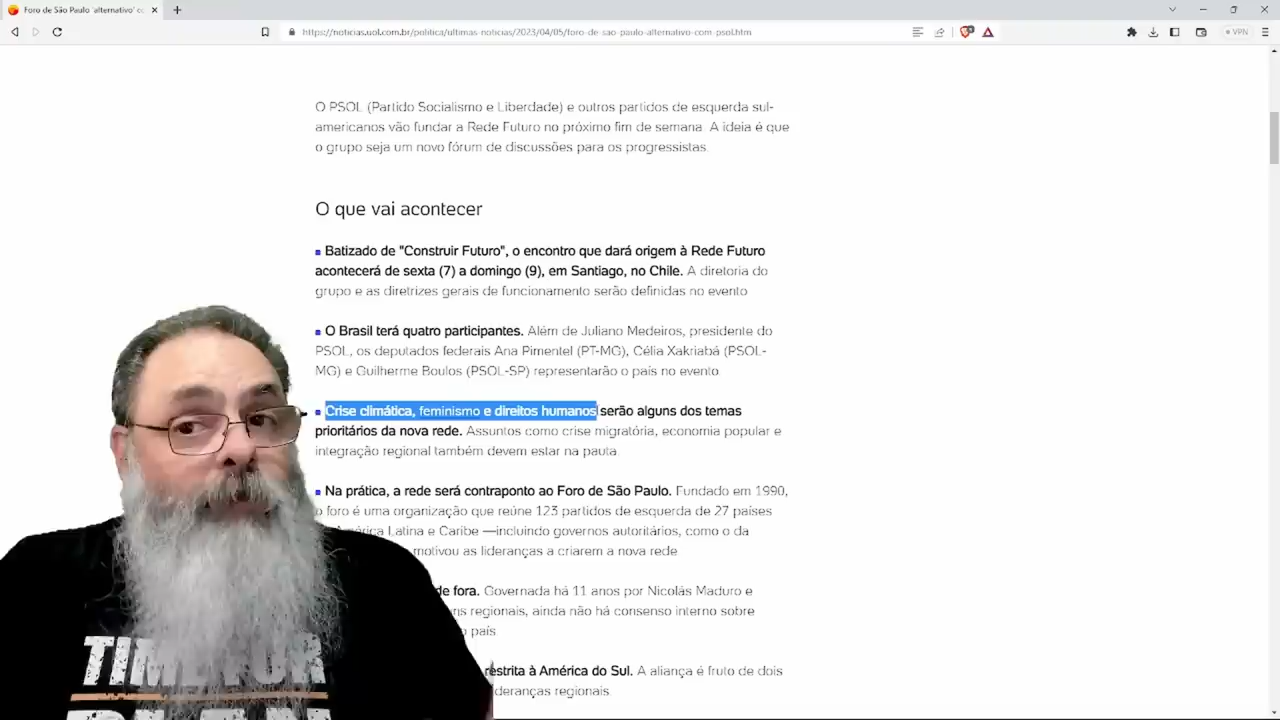 Foro de São Paulo 'alternativo' co
https://noticias.uol.com.br/politica/ultimas-noticias/2023/04/05/foro-de-sao-paulo-alternativo-com-psol.htm
VPN
O PSOL (Partido Socialismo e Liberdade) e outros partidos de esquerda sul-
americanos vão fundar a Rede Futuro no próximo fim de semana. A ideia é que
o grupo seja um novo fórum de discussões para os progressistas.
O que vai acontecer
Batizado de "Construir Futuro", o encontro que dará origem à Rede Futuro
acontecerá de sexta (7) a domingo (9), em Santiago, no Chile. A diretoria do
grupo e as diretrizes gerais de funcionamento serão definidas no evento.
O Brasil terá quatro participantes. Além de Juliano Medeiros, presidente do
PSOL, os deputados federais Ana Pimentel (PT-MG), Célia Xakriabá (PSOL-
MG) e Guilherme Boulos (PSOL-SP) representarão o país no evento.
Crise climática, feminismo e direitos humanos serão alguns dos temas
prioritários da nova rede. Assuntos como crise migratória, economia popular e
integração regional também devem estar na pauta.
Na prática, a rede será contraponto ao Foro de São Paulo. Fundado em 1990,
o foro é uma organização que reúne 123 partidos de esquerda de 27 países
América Latina e Caribe —incluindo governos autoritários, como o da
motivou as lideranças a criarem a nova rede.
de fora. Governada há 11 anos por Nicolás Maduro e
regionais, ainda não há consenso interno sobre
país.
restrita à América do Sul. A aliança é fruto de dois
deranças regionais.